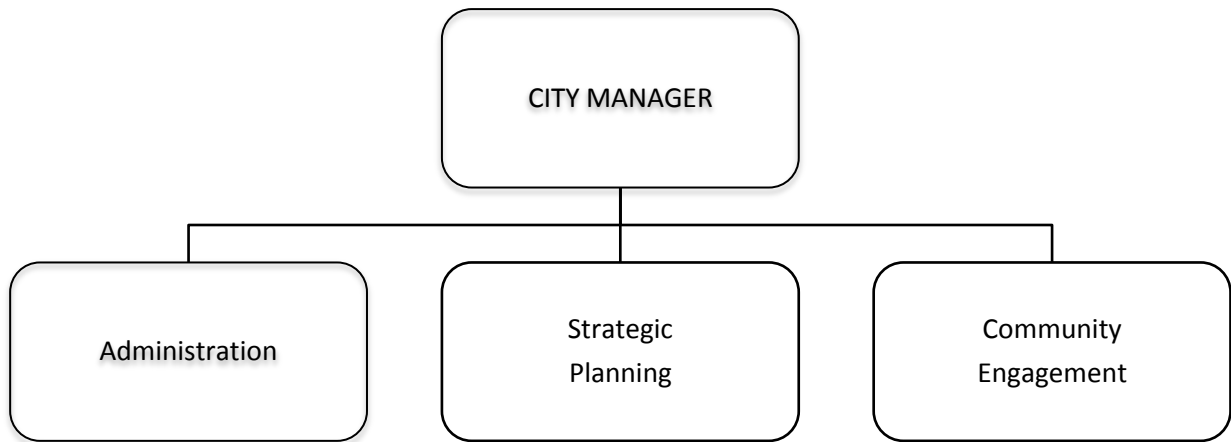 CITY MANAGER
Administration
Strategic
Planning
Community
Engagement